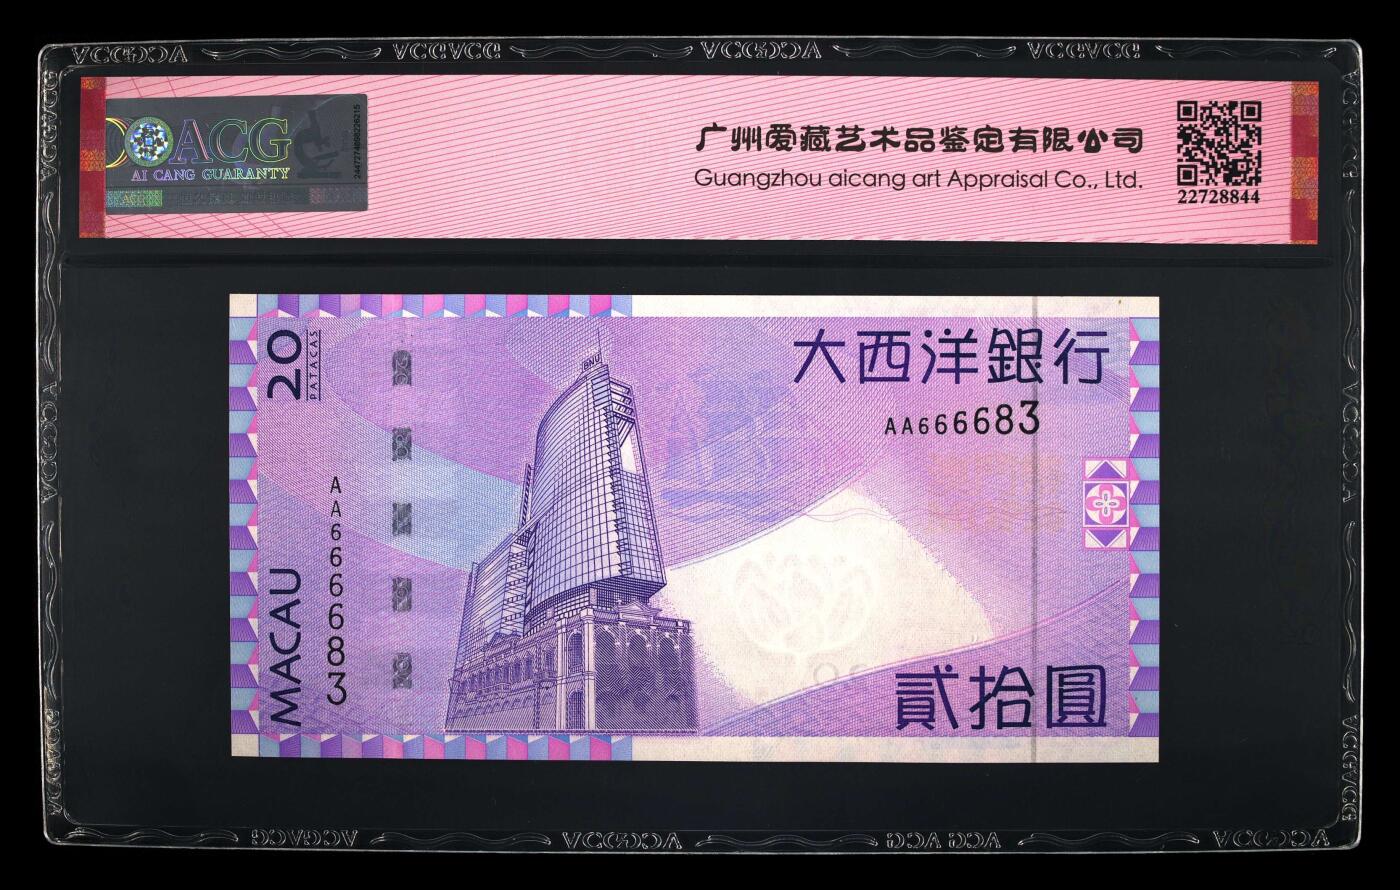 ACG
AI CANG GUARANTY
ACG
244727498226215
广州爱藏艺术品鉴定有限公司
Guangzhou aicang art Appraisal Co., Ltd.
22728844
20
PATACAS
BNU
大西洋銀行
AA666683
AA666683
MACAU
貳拾圓